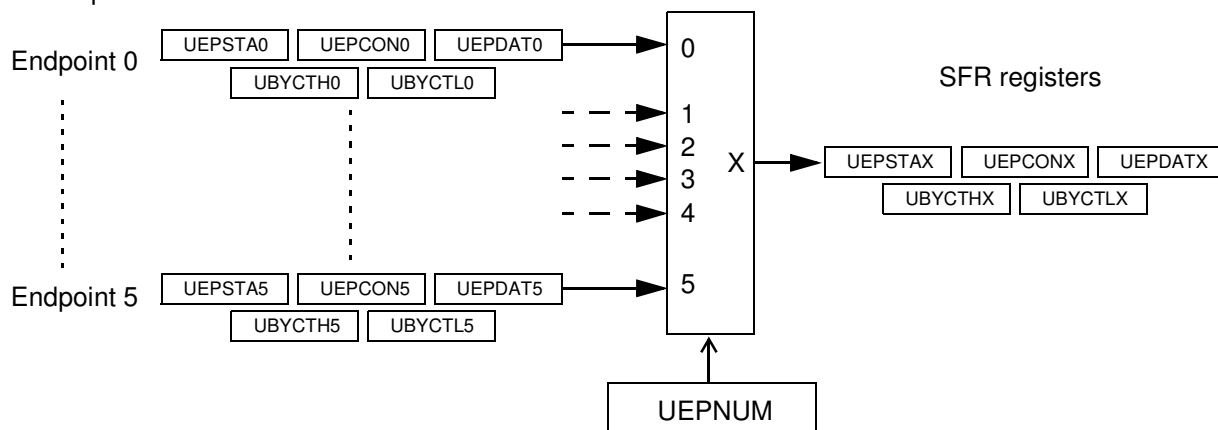 Endpoint 0
UEPSTA0 UEPCON0 UEPDAT0
UBYCTH0 UBYCTL0
0
1
2
3
4
5
X
SFR registers
UEPSTAX UEPCONX UEPDATX
UBYCTHX UBYCTLX
Endpoint 5
UEPSTA5 UEPCON5 UEPDAT5
UBYCTH5 UBYCTL5
UEPNUM